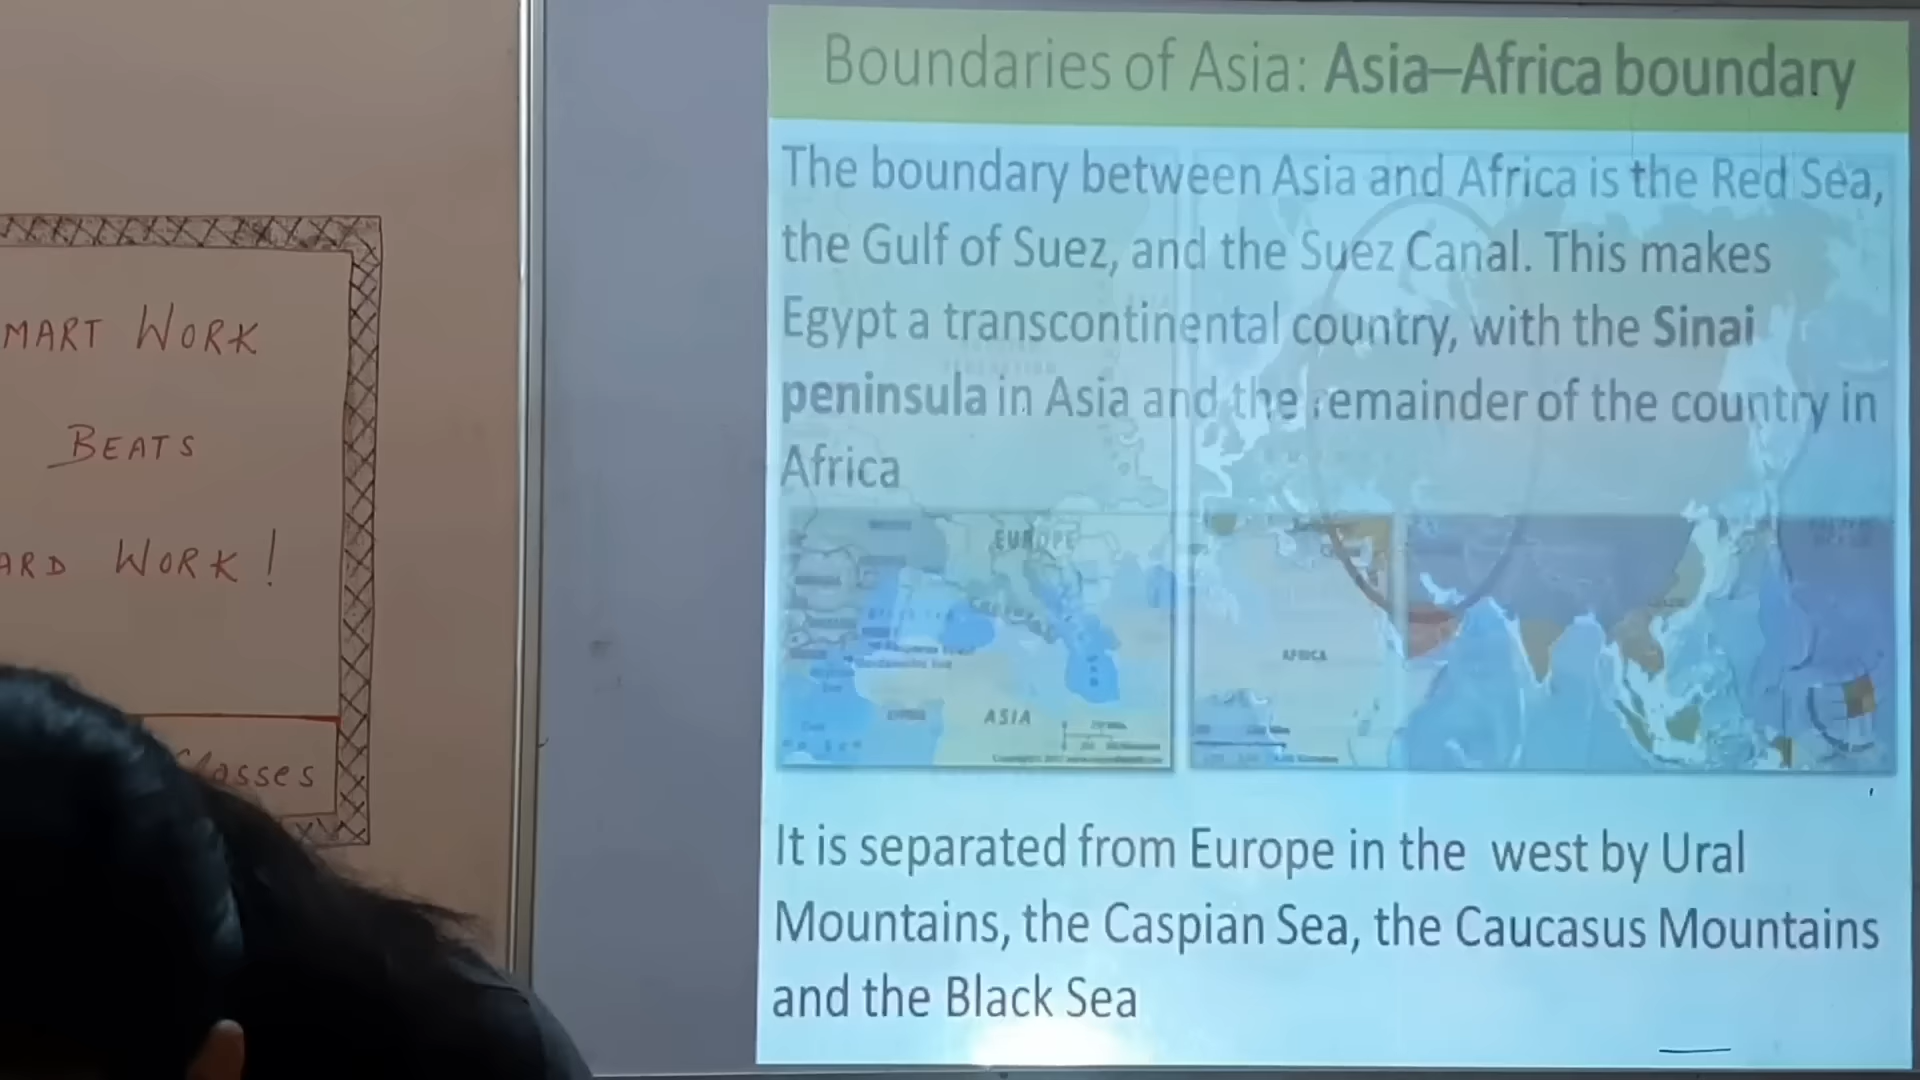 Boundaries of Asia: Asia–Africa boundary
The boundary between Asia and Africa is the Red Sea,
the Gulf of Suez, and the Suez Canal. This makes
Egypt a transcontinental country, with the Sinai
peninsula in Asia and the remainder of the country in
Africa
EUROPE
ASIA
AFRICA
It is separated from Europe in the west by Ural
Mountains, the Caspian Sea, the Caucasus Mountains
and the Black Sea
MART WORK
BEATS
ARD WORK!
Classes